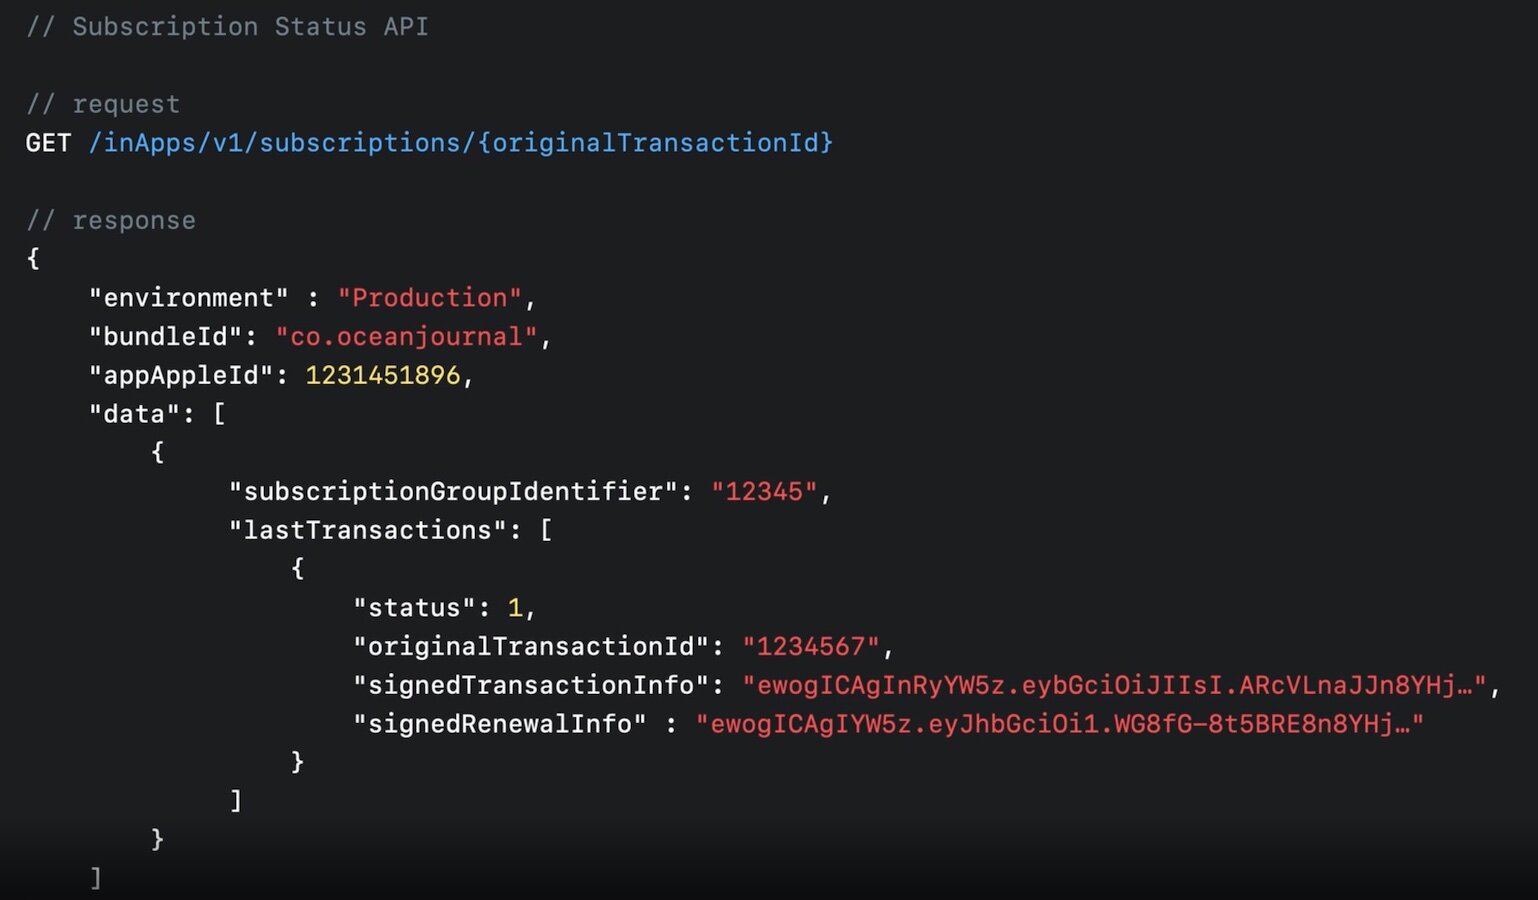 // Subscription Status API
// request
GET /inApps/v1/subscriptions/{originalTransactionId}
// response
{
"environment" : "Production",
"bundleId": "co.oceanjournal",
"appAppleId": 1231451896,
"data": [
{
"subscriptionGroupIdentifier": "12345",
"lastTransactions": [
{
"status": 1,
"originalTransactionId": "1234567",
"signedTransactionInfo": "ewogICAgInRyYW5z.eybGciOiJIIsI.ARcVLnaJJn8YHj…",
"signedRenewalInfo" : "ewogICAgIYW5z.eyJhbGciOi1.WG8fG-8t5BRE8n8YHj…"
}
]
}
]